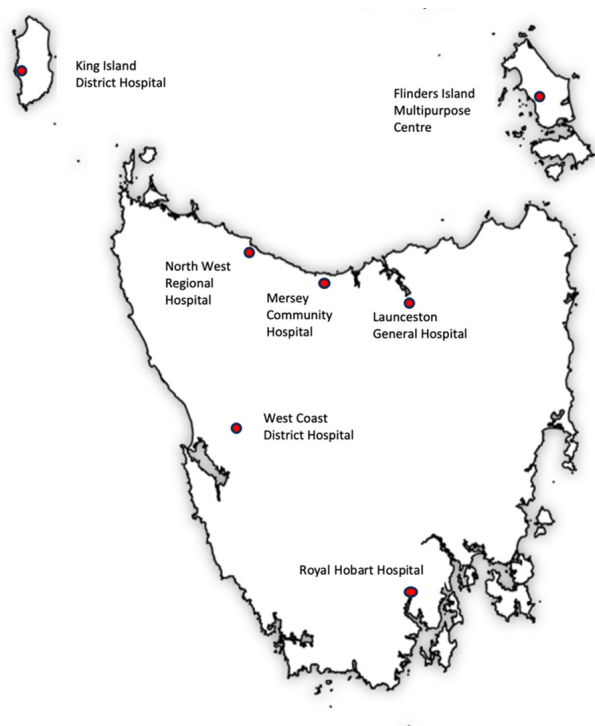 King Island
District Hospital
Flinders Island
Multipurpose
Centre
North West
Regional
Hospital
Mersey
Community
Hospital
Launceston
General Hospital
West Coast
District Hospital
Royal Hobart Hospital